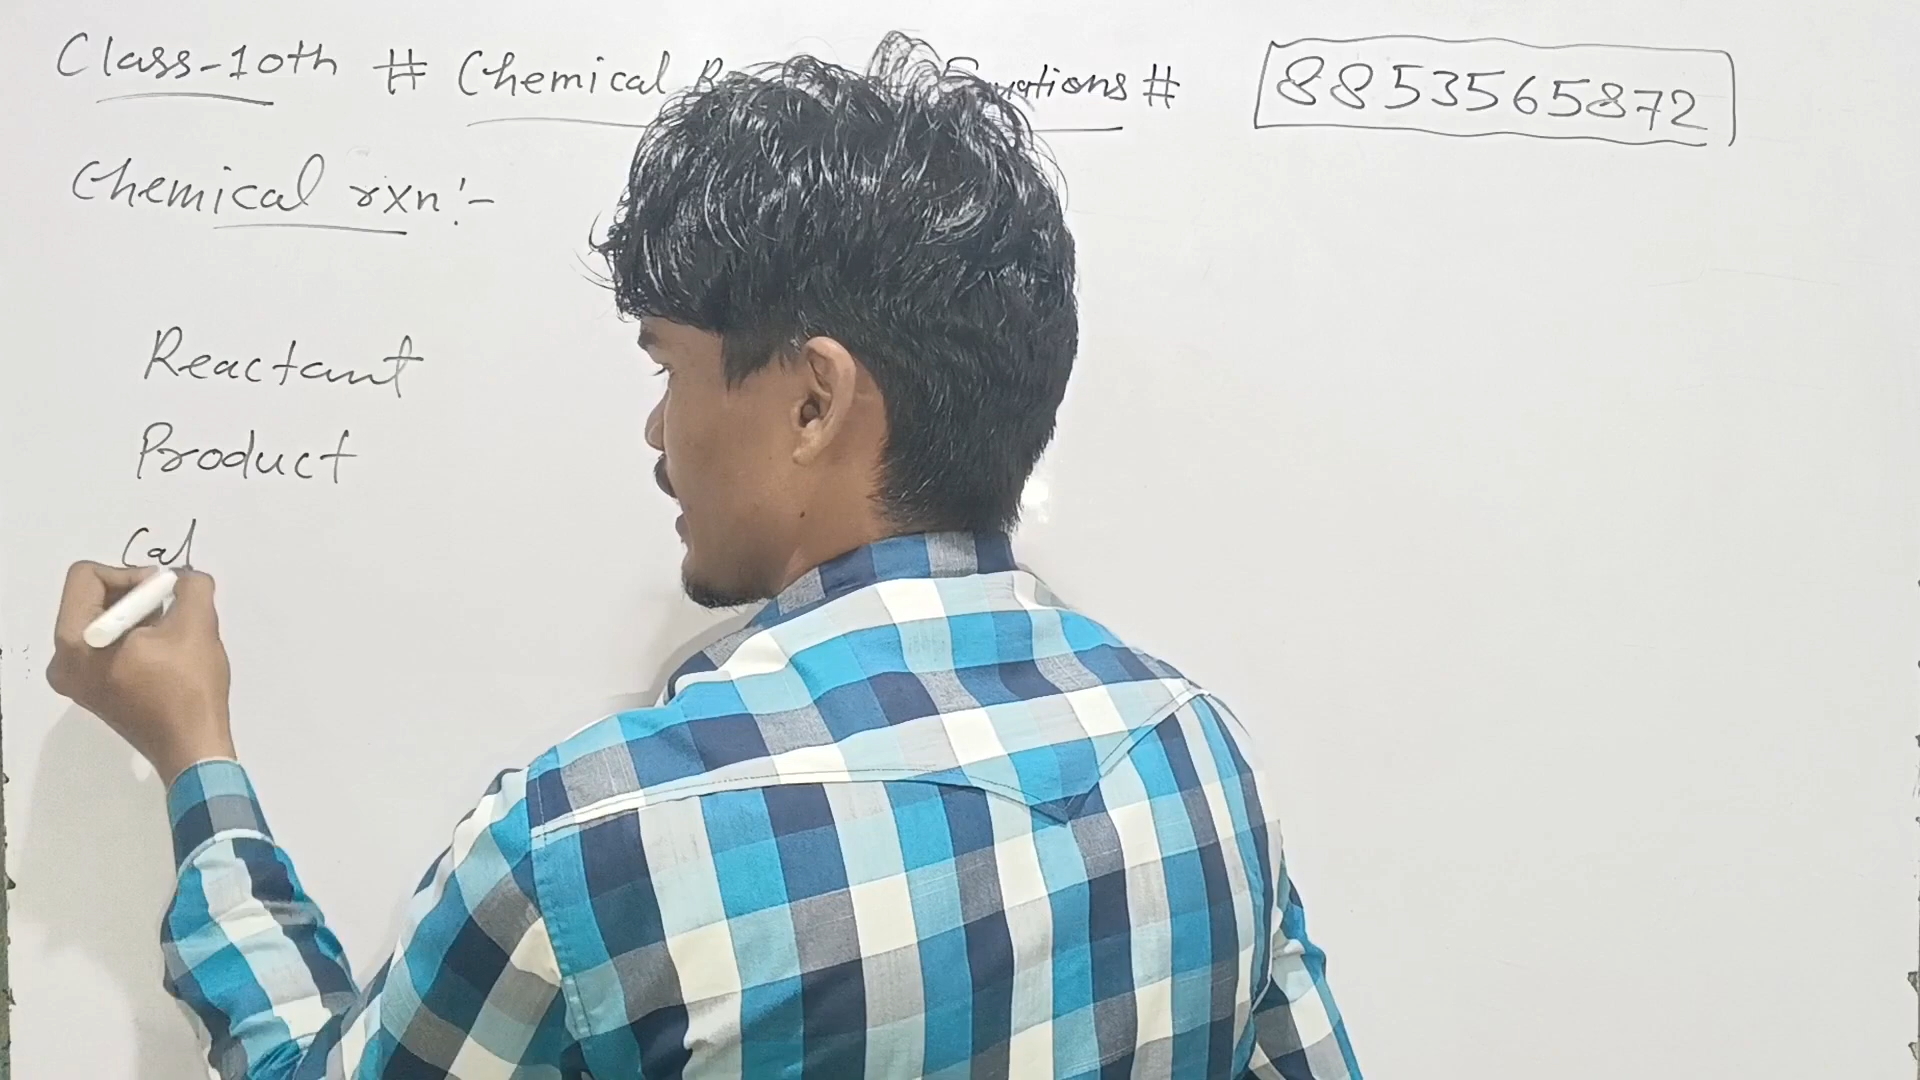 Class-10th # Chemical # 8853565872
Chemical rxn:-
Reactant
Product
Cal